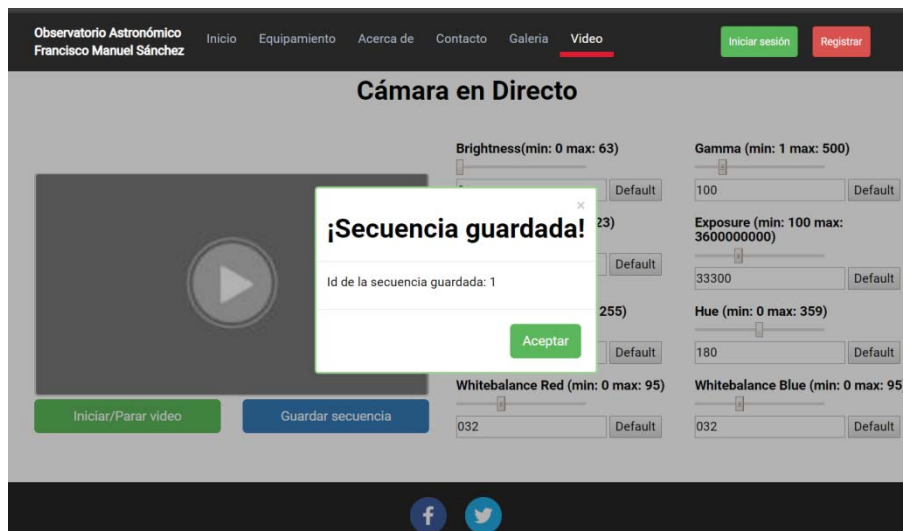 Observatorio Astronómico
Francisco Manuel Sánchez
Inicio Equipamiento Acerca de Contacto Galeria Video Iniciar sesión Registrar
Cámara en Directo
Brightness(min: 0 max: 63) Gamma (min: 1 max: 500)
Default 100 Default
×
¡Secuencia guardada!
23) Exposure (min: 100 max:
3600000000)
Default 33300 Default
Id de la secuencia guardada: 1
255) Hue (min: 0 max: 359)
Aceptar
Default 180 Default
Whitebalance Red (min: 0 max: 95) Whitebalance Blue (min: 0 max: 95
Iniciar/Parar video Guardar secuencia
032 Default 032 Default
f